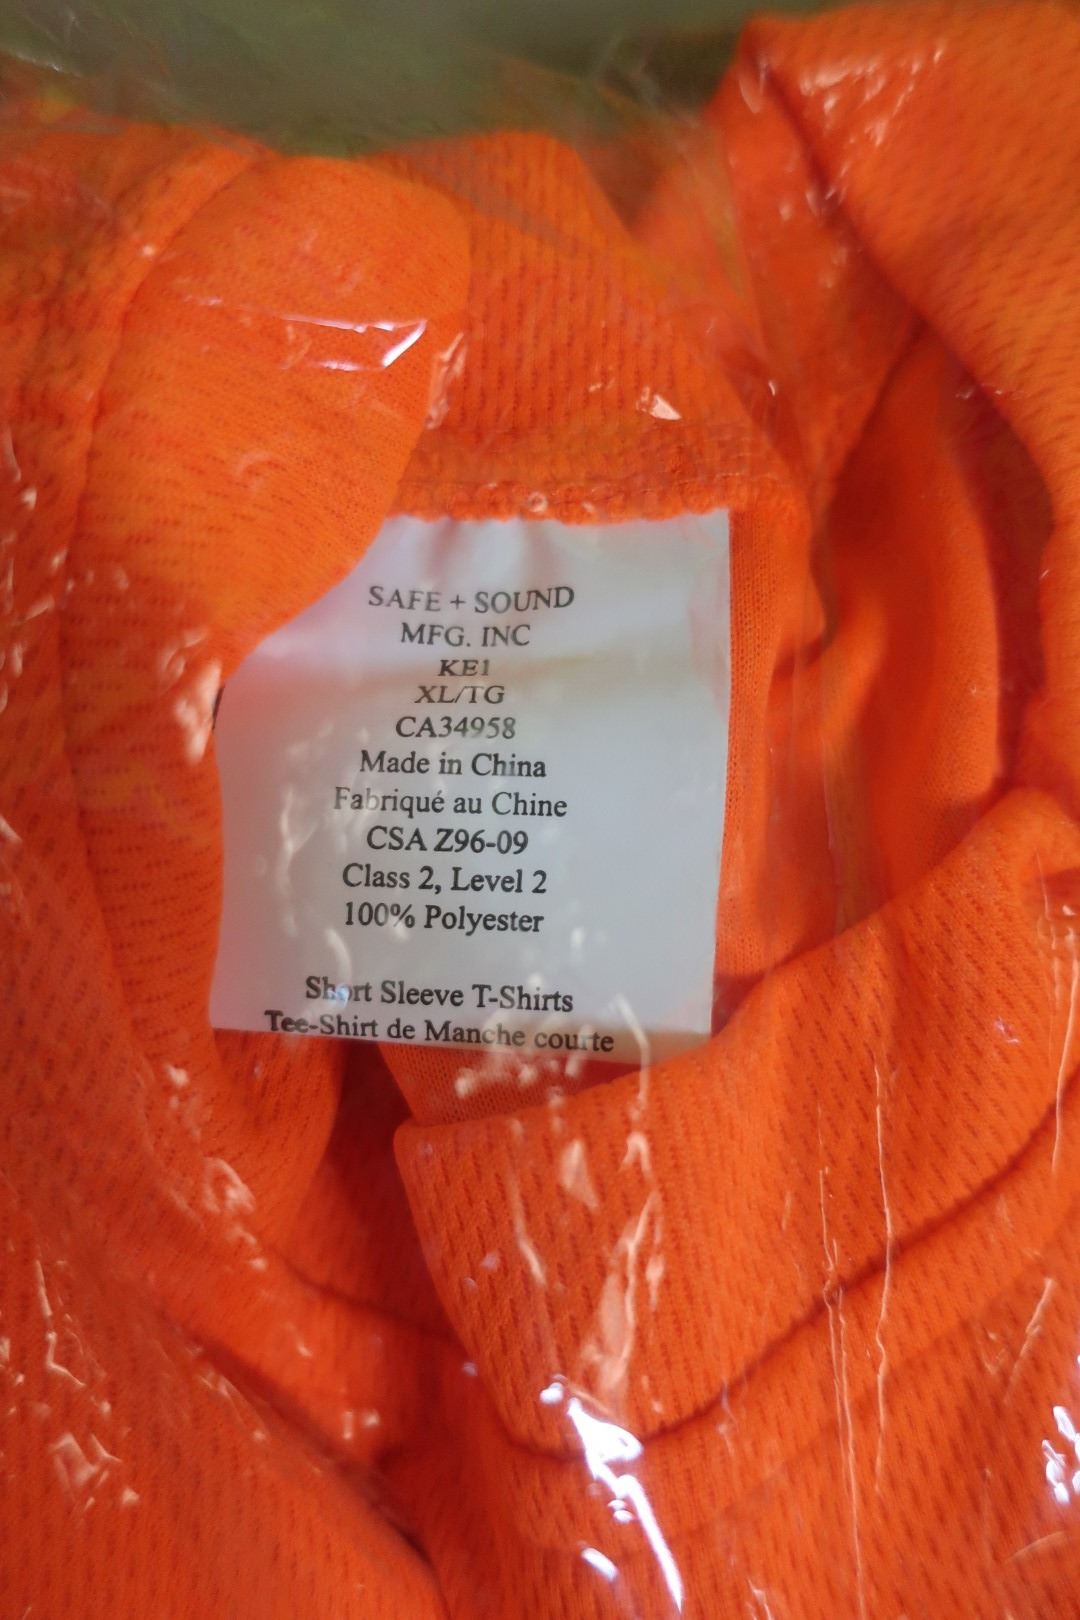 SAFE + SOUND
MFG. INC
KE1
XL/TG
CA34958
Made in China
Fabriqué au Chine
CSA Z96-09
Class 2, Level 2
100% Polyester
Short Sleeve T-Shirts
Tee-Shirt de Manche courte